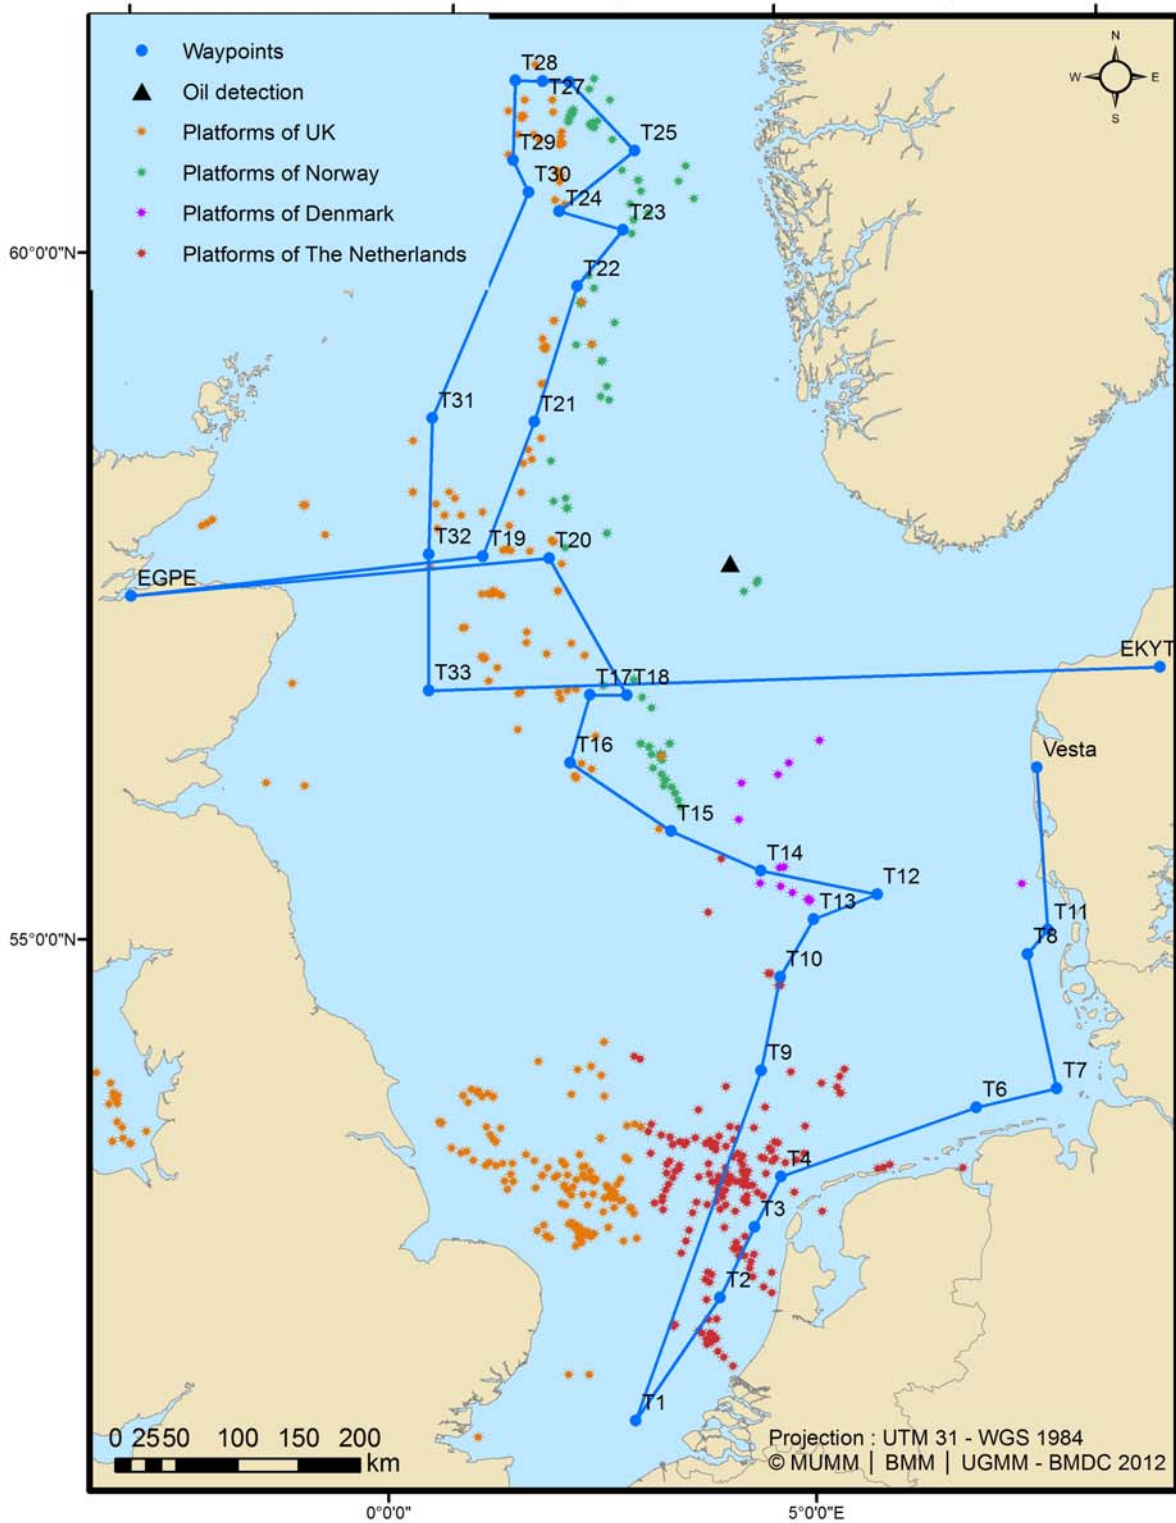 Waypoints
Oil detection
Platforms of UK
Platforms of Norway
Platforms of Denmark
Platforms of The Netherlands
N
W E
S
T28
T27
T25
T29
T30
T24
T23
60°0'0"N
T22
T31
T21
T32
T19
T20
EGPE
EKYT
T33
T17
T18
T16
Vesta
T15
T14
T12
T13
T11
T8
55°0'0"N
T10
T9
T7
T6
T4
T3
T2
T1
0 25 50 100 150 200
km
Projection : UTM 31 - WGS 1984
© MUMM | BMM | UGMM - BMDC 2012
0°0'0"
5°0'0"E